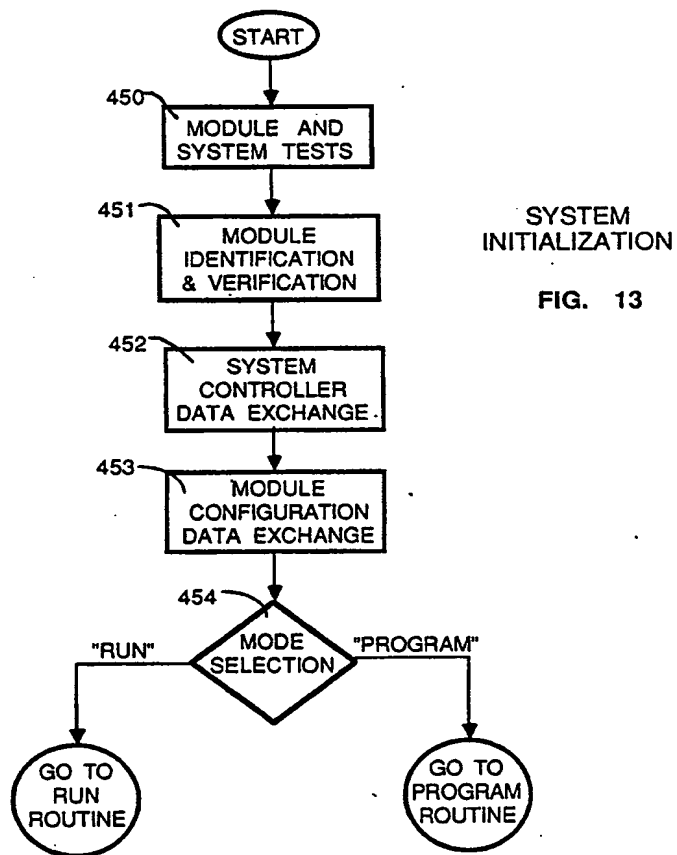 START
450
MODULE AND
SYSTEM TESTS
451
MODULE
IDENTIFICATION
& VERIFICATION
SYSTEM
INITIALIZATION
FIG. 13
452
SYSTEM
CONTROLLER
DATA EXCHANGE
453
MODULE
CONFIGURATION
DATA EXCHANGE
454
MODE
SELECTION
"RUN"
"PROGRAM"
GO TO
RUN
ROUTINE
GO TO
PROGRAM
ROUTINE